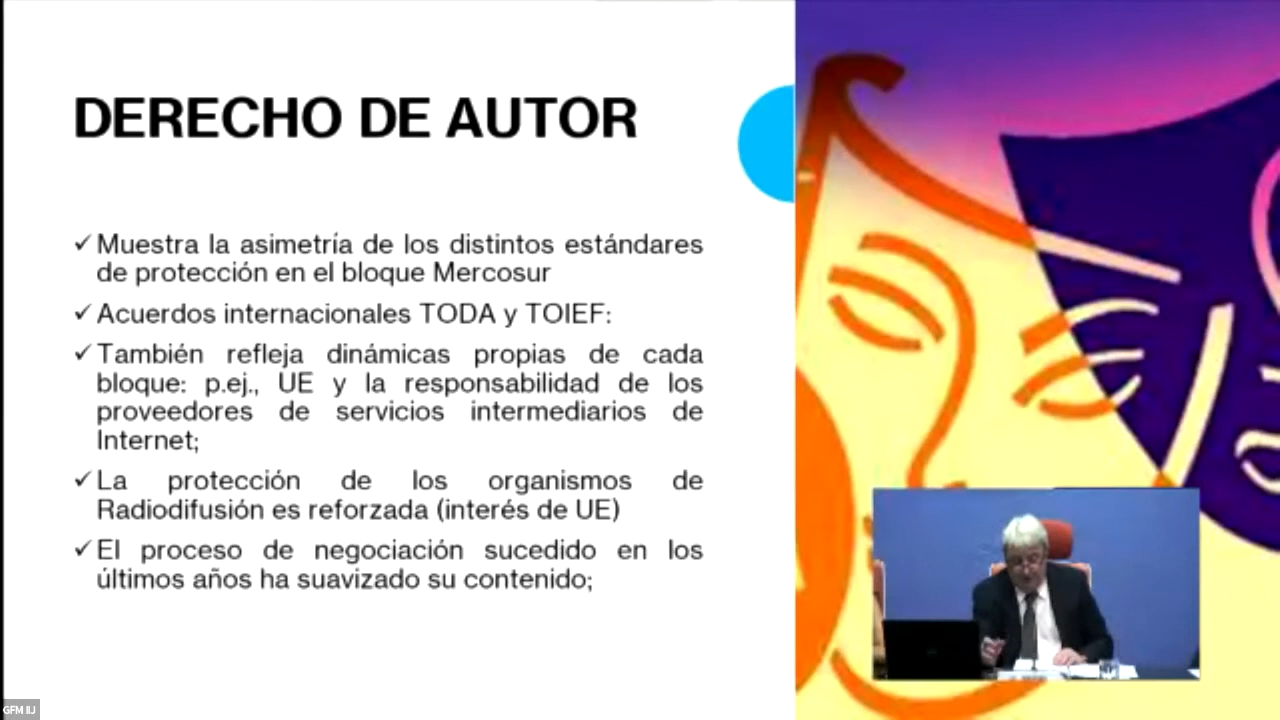 DERECHO DE AUTOR
✓ Muestra la asimetría de los distintos estándares
de protección en el bloque Mercosur
✓ Acuerdos internacionales TODA y TOIEF:
✓ También refleja dinámicas propias de cada
bloque: p.ej., UE y la responsabilidad de los
proveedores de servicios intermediarios de
Internet;
✓ La protección de los organismos de
Radiodifusión es reforzada (interés de UE)
✓ El proceso de negociación sucedido en los
últimos años ha suavizado su contenido;
GFM IIJ